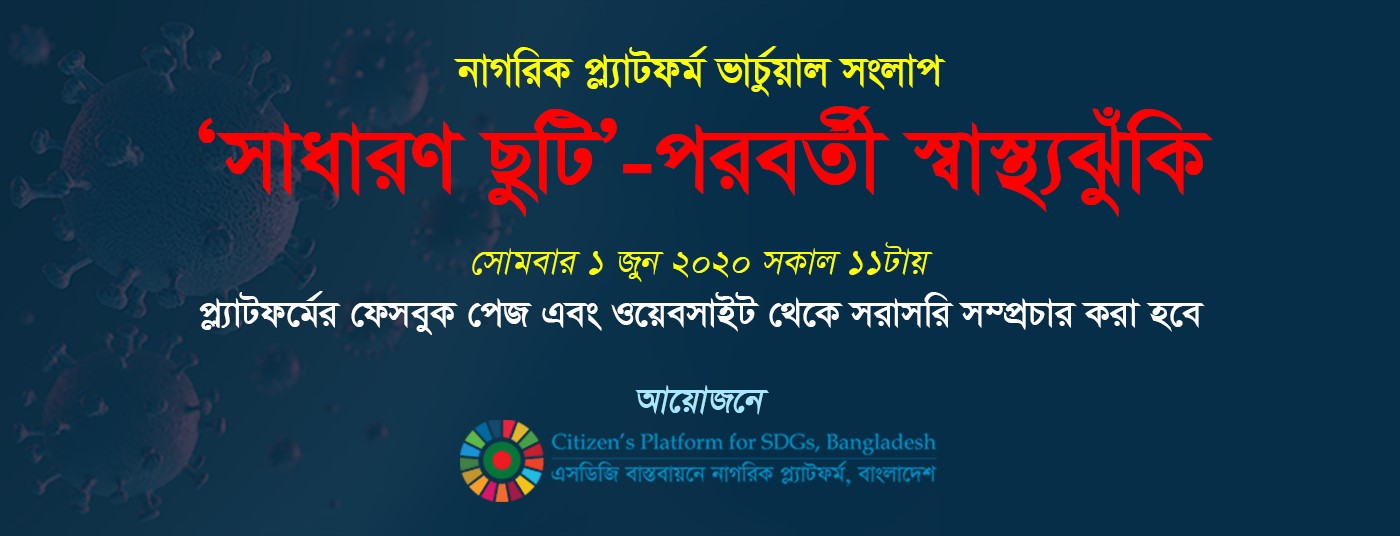 নাগরিক প্ল্যাটফর্ম ভার্চুয়াল সংলাপ
‘সাধারণ ছুটি’-পরবর্তী স্বাস্থ্যঝুঁকি
সোমবার ১ জুন ২০২০ সকাল ১১টায়
প্ল্যাটফর্মের ফেসবুক পেজ এবং ওয়েবসাইট থেকে সরাসরি সম্প্রচার করা হবে
আয়োজনে
Citizen's Platform for SDGs, Bangladesh
এসডিজি বাস্তবায়নে নাগরিক প্ল্যাটফর্ম, বাংলাদেশ